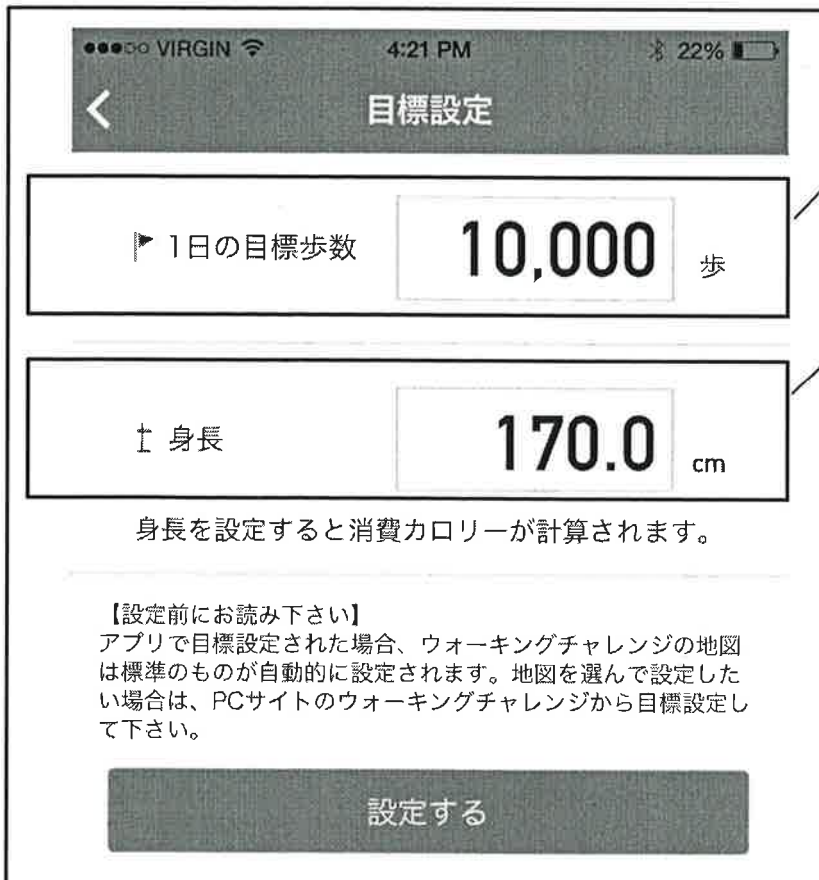 VIRGIN 4:21 PM 22%
目標設定
1日の目標歩数 10,000 歩
身長 170.0 cm
身長を設定すると消費カロリーが計算されます。
【設定前にお読み下さい】
アプリで目標設定された場合、ウォーキングチャレンジの地図
は標準のものが自動的に設定されます。地図を選んで設定した
い場合は、PCサイトのウォーキングチャレンジから目標設定し
て下さい。
設定する